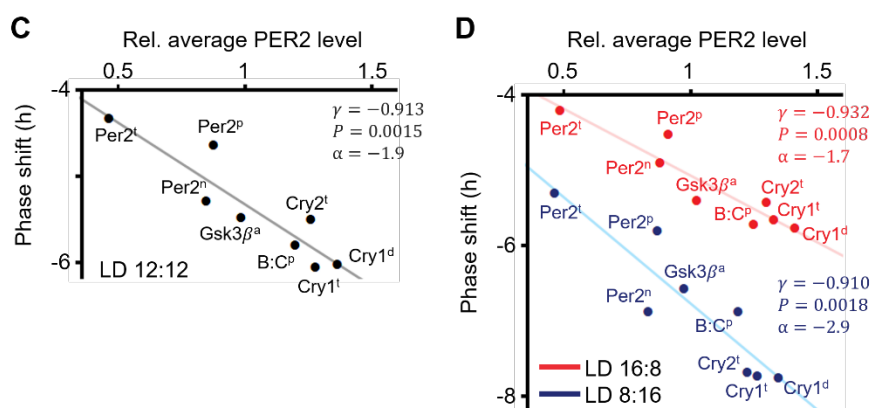 C
Rel. average PER2 level
0.5
1
1.5
-4
-6
Phase shift (h)
γ = −0.913
P = 0.0015
α = −1.9
Per2ᵗ
Per2ᵖ
Per2ⁿ
Gsk3βᵃ
Cry2ᵗ
B:Cᵖ
Cry1ᵗ
Cry1ᵈ
LD 12:12
D
Rel. average PER2 level
0.5
1
1.5
-4
-6
-8
Phase shift (h)
γ = −0.932
P = 0.0008
α = −1.7
Per2ᵗ
Per2ᵖ
Per2ⁿ
Gsk3βᵃ
Cry2ᵗ
B:Cᵖ
Cry1ᵗ
Cry1ᵈ
Per2ᵗ
Per2ᵖ
Gsk3βᵃ
Per2ⁿ
B:Cᵖ
Cry2ᵗ
Cry1ᵗ
Cry1ᵈ
γ = −0.910
P = 0.0018
α = −2.9
LD 16:8
LD 8:16